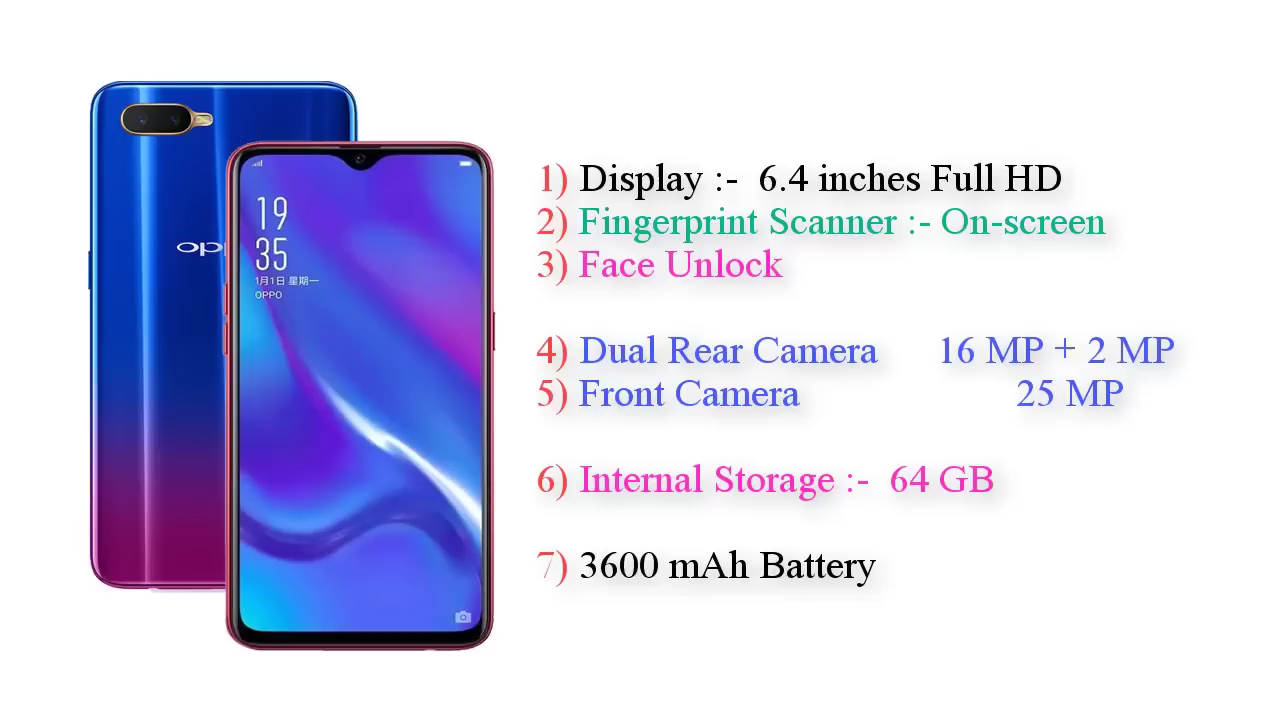 opp
19
35
1月1日 星期一
OPPO
1) Display :-  6.4 inches Full HD
2) Fingerprint Scanner :- On-screen
3) Face Unlock
4) Dual Rear Camera 16 MP + 2 MP
5) Front Camera 25 MP
6) Internal Storage :-  64 GB
7) 3600 mAh Battery